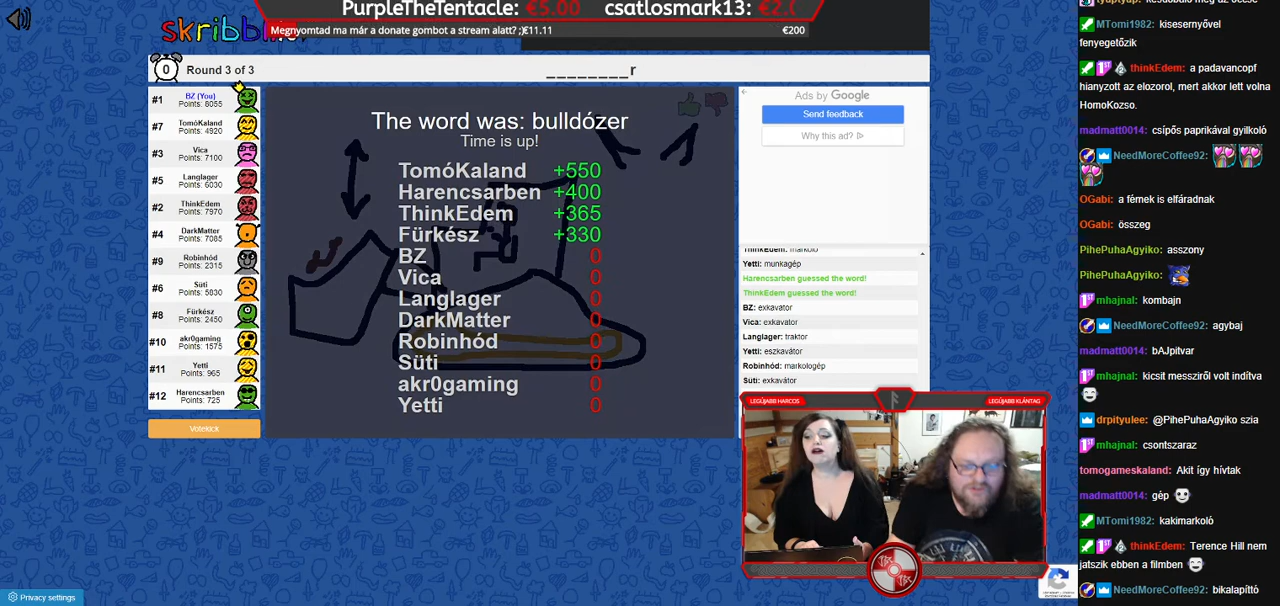 PurpleTheTentacle: €5.00 csatlosmark13: €2.0
Megnyomtad ma már a donate gombot a stream alatt? ;)€11.11
€200
skribbl
0
Round 3 of 3
________r
#1 BZ (You)
Points: 8055
#7 TomóKaland
Points: 4920
#3 Vica
Points: 7100
#5 Langlager
Points: 6030
#2 ThinkEdem
Points: 7970
#4 DarkMatter
Points: 7085
#9 Robinhód
Points: 2315
#6 Süti
Points: 5830
#8 Fürkész
Points: 2450
#10 akr0gaming
Points: 1575
#11 Yetti
Points: 965
#12 Harencsarben
Points: 725
Votekick
The word was: bulldózer
Time is up!
TomóKaland +550
Harencsarben +400
ThinkEdem +365
Fürkész +330
BZ 0
Vica 0
Langlager 0
DarkMatter 0
Robinhód 0
Süti 0
akr0gaming 0
Yetti 0
Ads by Google
Send feedback
Why this ad?
ThinkEdem: markoló
Yetti: munkagép
Harencsarben guessed the word!
ThinkEdem guessed the word!
BZ: exkavátor
Vica: exkavator
Langlager: traktor
Yetti: eszkavátor
Robinhód: markologép
Süti: exkavátor
LEGÚJABB HARCOS
LEGÚJABB KLÁNTAG
MTomi1982: kisesernyővel
fenyegetőzik
thinkEdem: a padavancopf
hianyzott az elozorol, mert akkor lett volna
HomoKozso.
madmatt0014: csípős paprikával gyilkoló
NeedMoreCoffee92:
OGabi: a férnek is elfáradnak
OGabi: összeg
PihePuhaAgyiko: asszony
PihePuhaAgyiko:
mhajnal: kombajn
NeedMoreCoffee92: agybaj
madmatt0014: bAJpitvar
mhajnal: kicsit messziről volt indítva
drpityulee: @PihePuhaAgyiko szia
mhajnal: csontszaraz
tomogameskaland: Akit így hívtak
madmatt0014: gép
MTomi1982: kakimarkoló
thinkEdem: Terence Hill nem
jatszik ebben a filmben
NeedMoreCoffee92: bikalapíttó
Privacy settings